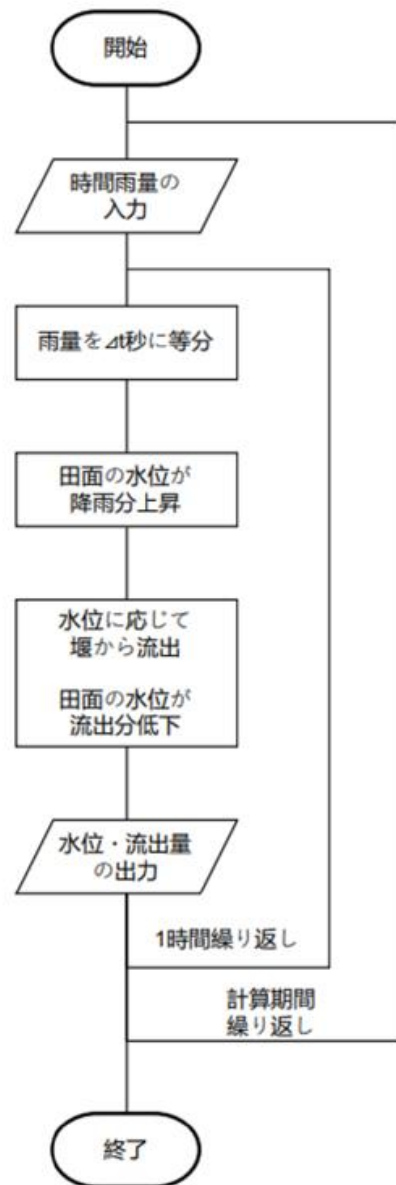 開始
時間雨量の
入力
雨量を⊿t秒に等分
田面の水位が
降雨分上昇
水位に応じて
堰から流出
田面の水位が
流出分低下
水位・流出量
の出力
1時間繰り返し
計算期間
繰り返し
終了